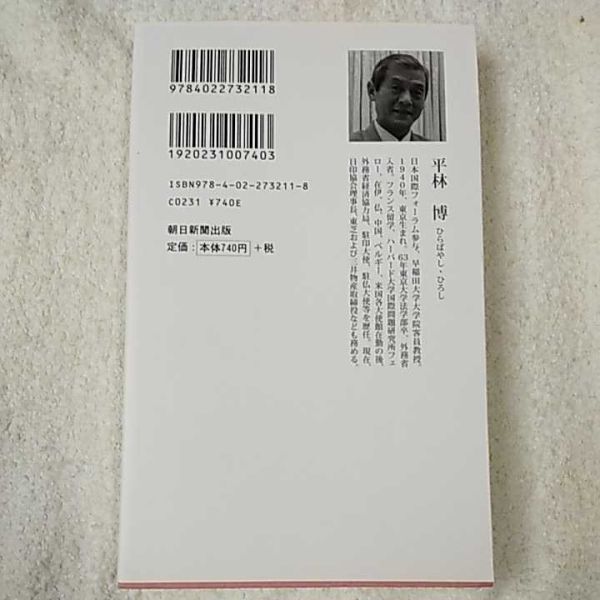 9784022732118
1920231007403
ISBN978-4-02-273211-8
C0231 ¥740E
朝日新聞出版
定価：本体740円＋税
平林 博 ひらばやし・ひろし
日本国際フォーラム参与、早稲田大学大学院客員教授。
1940年、東京生まれ。63年東京大学法学部卒、外務省
入省。フランス留学、ハーバード大学国際問題研究所フェ
ロー、在伊、仏、中国、ベルギー、米国各大使館在勤の後、
外務省経済協力局、駐印大使、駐仏大使等を歴任。現在、
日印協会理事長、東芝および三井物産取締役なども務める。